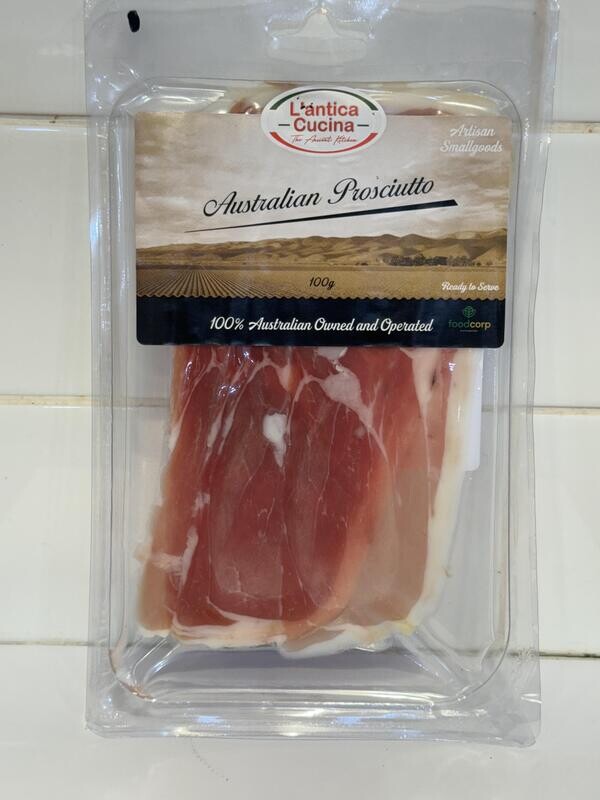 L'antica
Cucina
The Ancient Kitchen
Artisan
Smallgoods
Australian Prosciutto
100g
Ready to Serve
100% Australian Owned and Operated
foodcorp